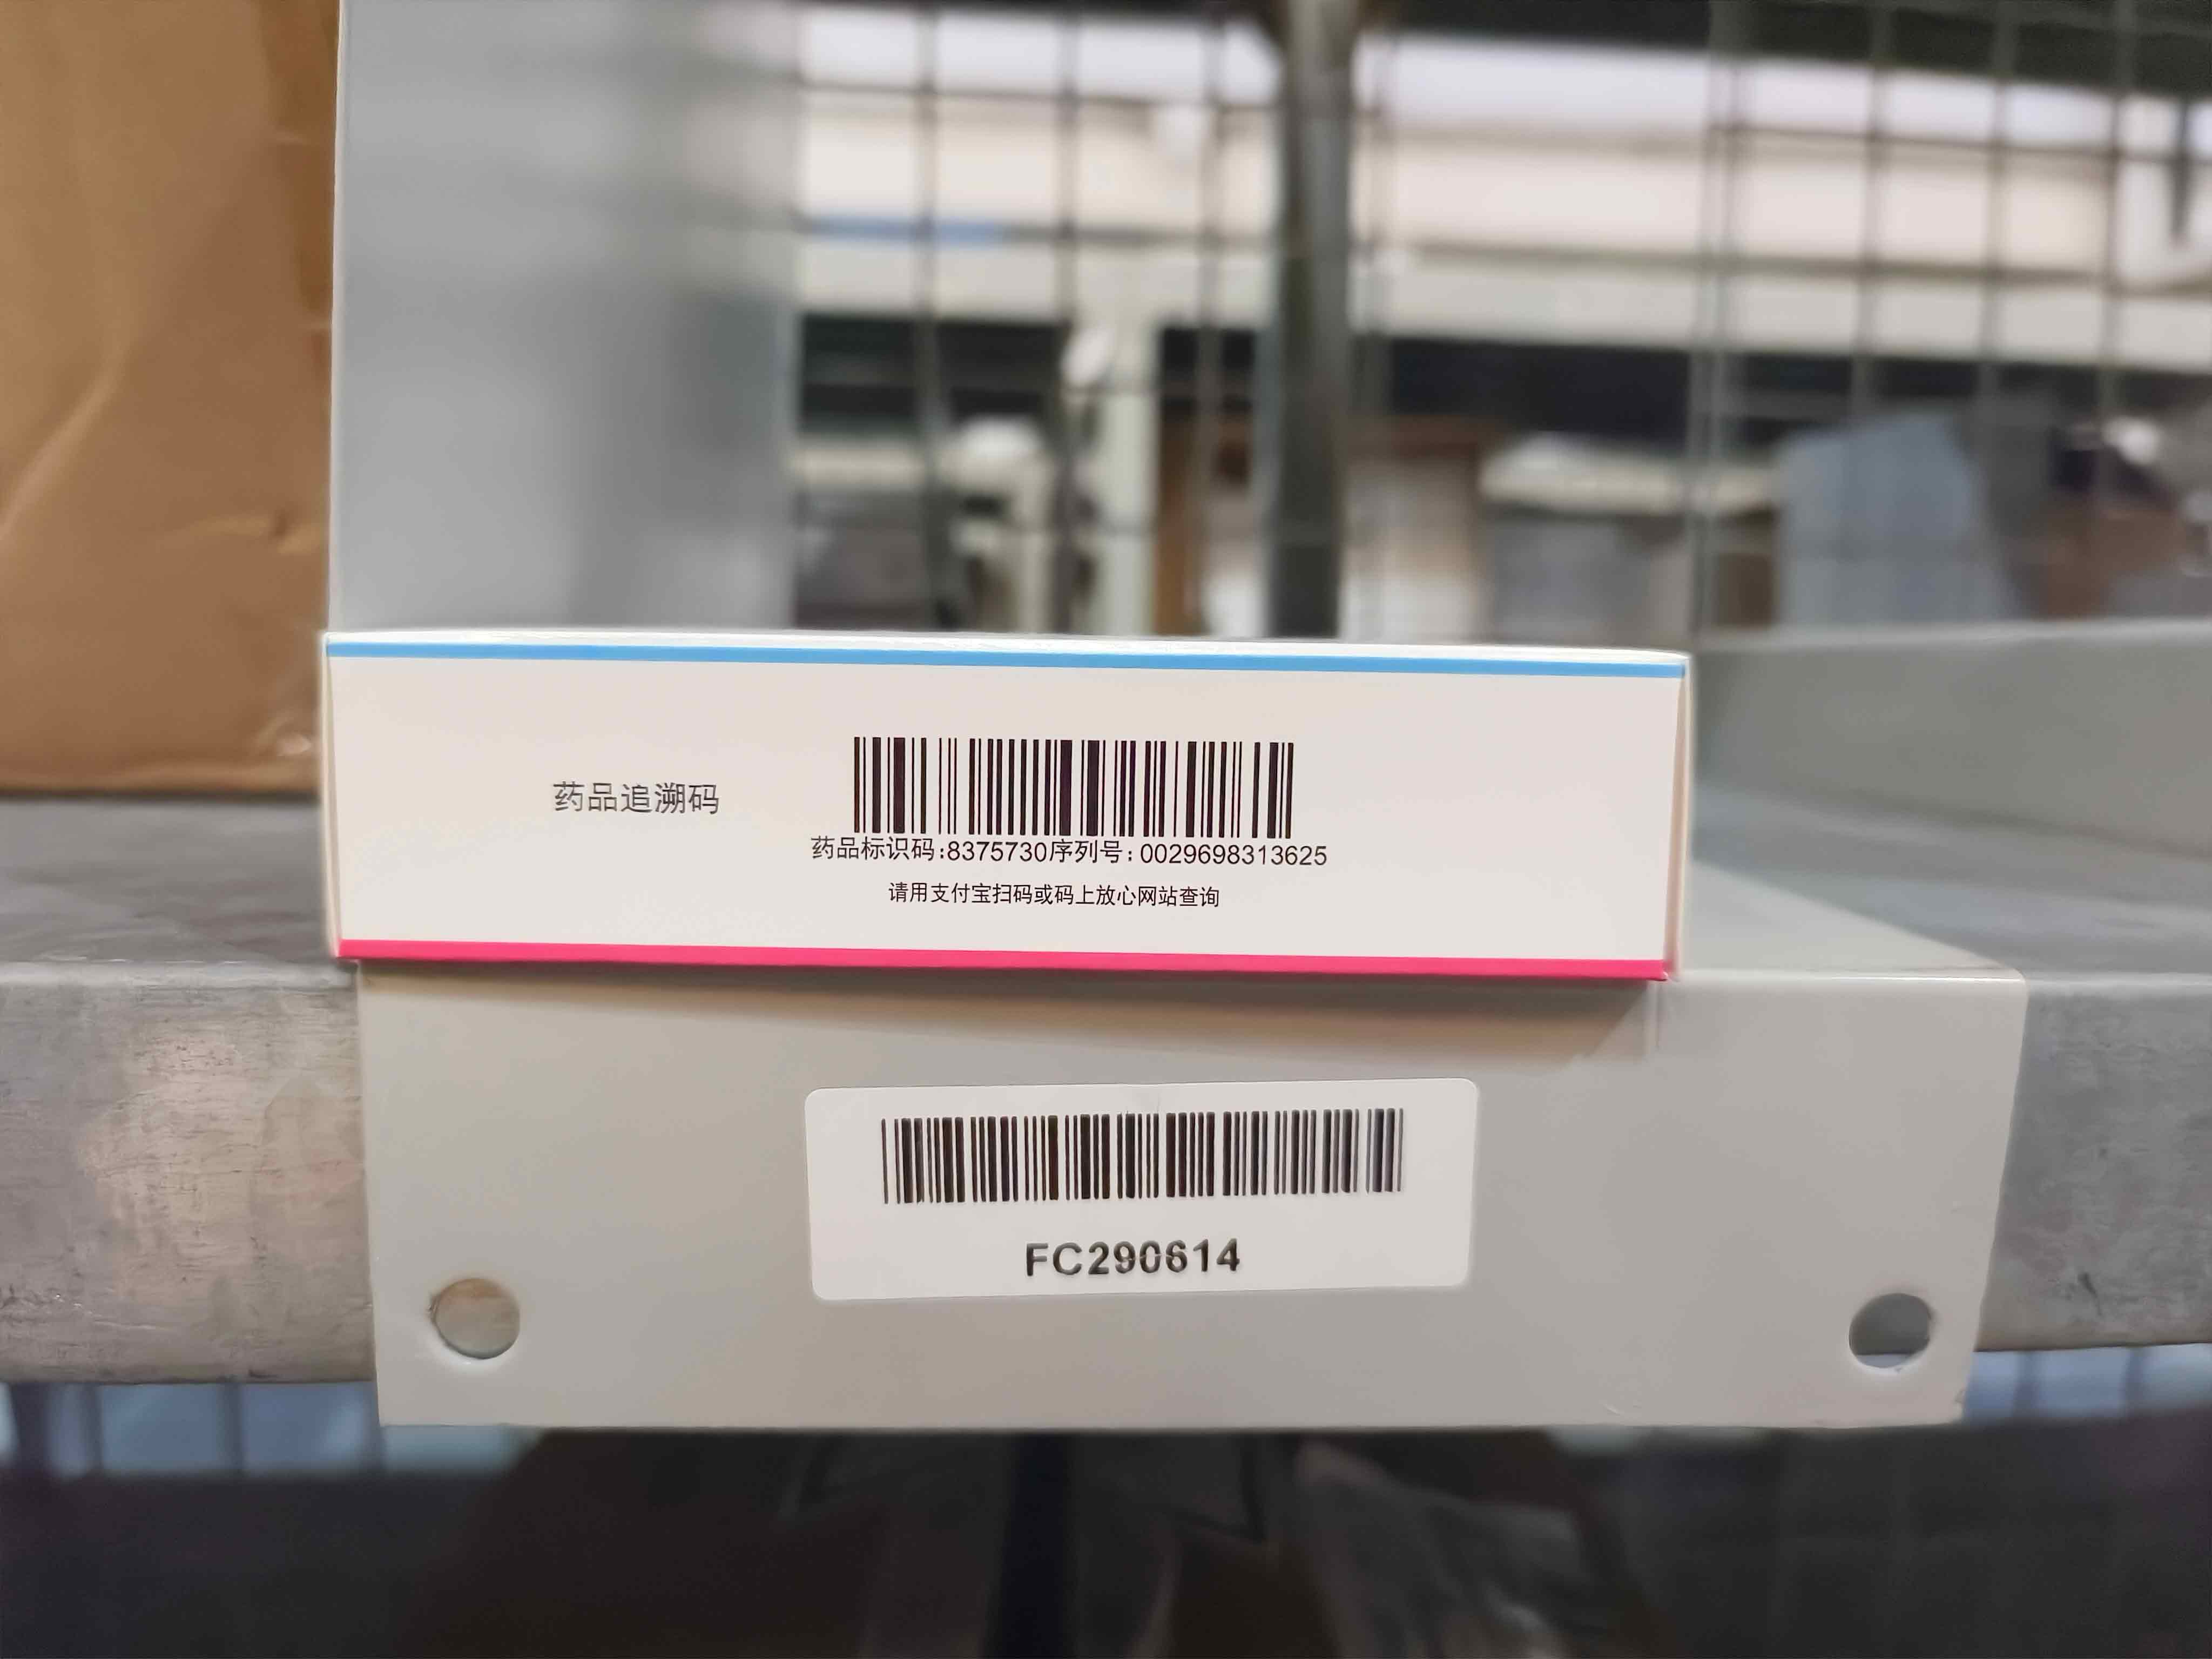 药品追溯码
药品标识码:8375730序列号:0029698313625
请用支付宝扫码或码上放心网站查询
FC290614